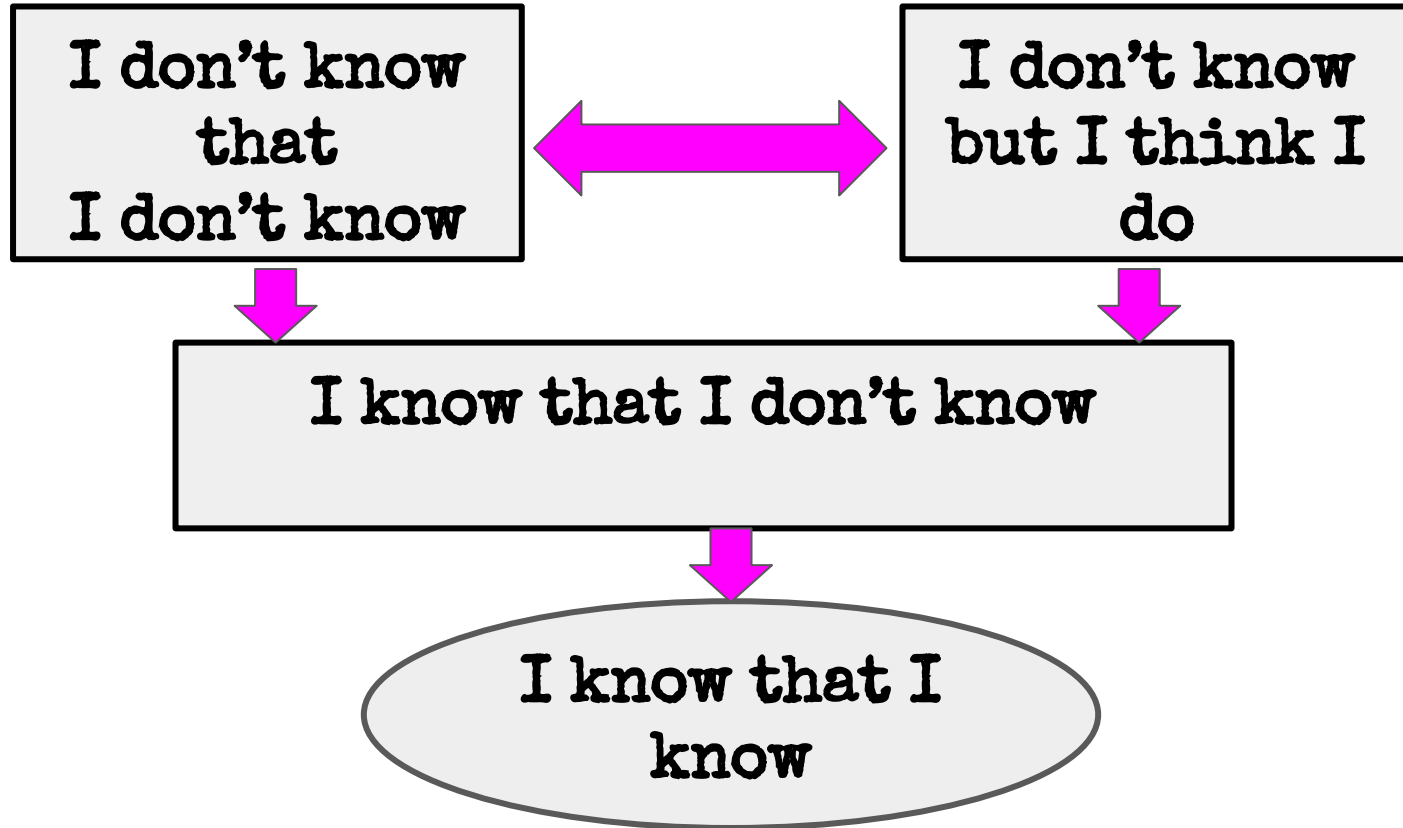 I don’t know
that
I don’t know
I don’t know
but I think I
do
I know that I don’t know
I know that I
know